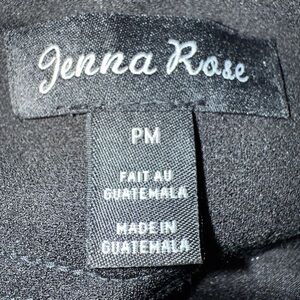 Jenna Rose
PM
FAIT AU
GUATEMALA
MADE IN
GUATEMALA